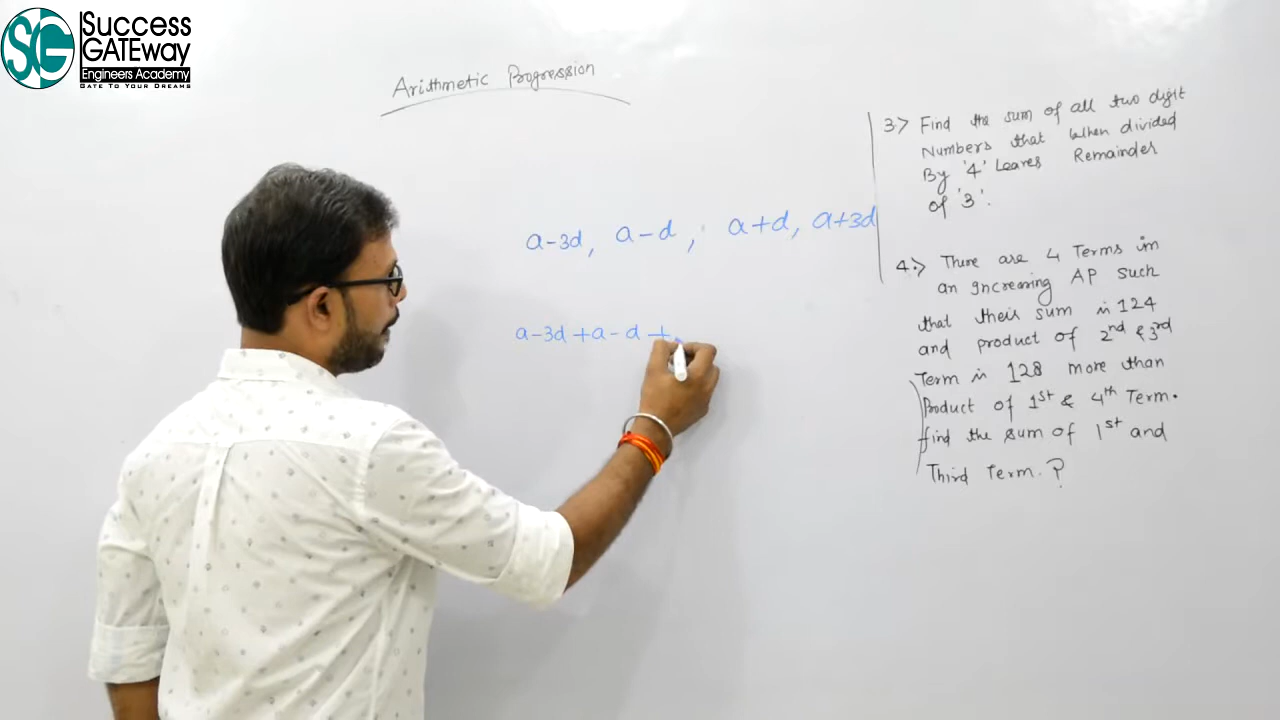 Success
GATEway
Engineers Academy
GATE TO YOUR DREAMS
Arithmetic Progression
a-3d, a-d, a+d, a+3d
a-3d+a-d+
3> Find the sum of all two digit
Numbers that when divided
By '4' Leaves Remainder
of '3'.
4.> There are 4 Terms in
an Increasing AP such
that their sum is 124
and product of 2nd & 3rd
Term is 128 more than
Product of 1st & 4th Term.
find the sum of 1st and
Third Term.?